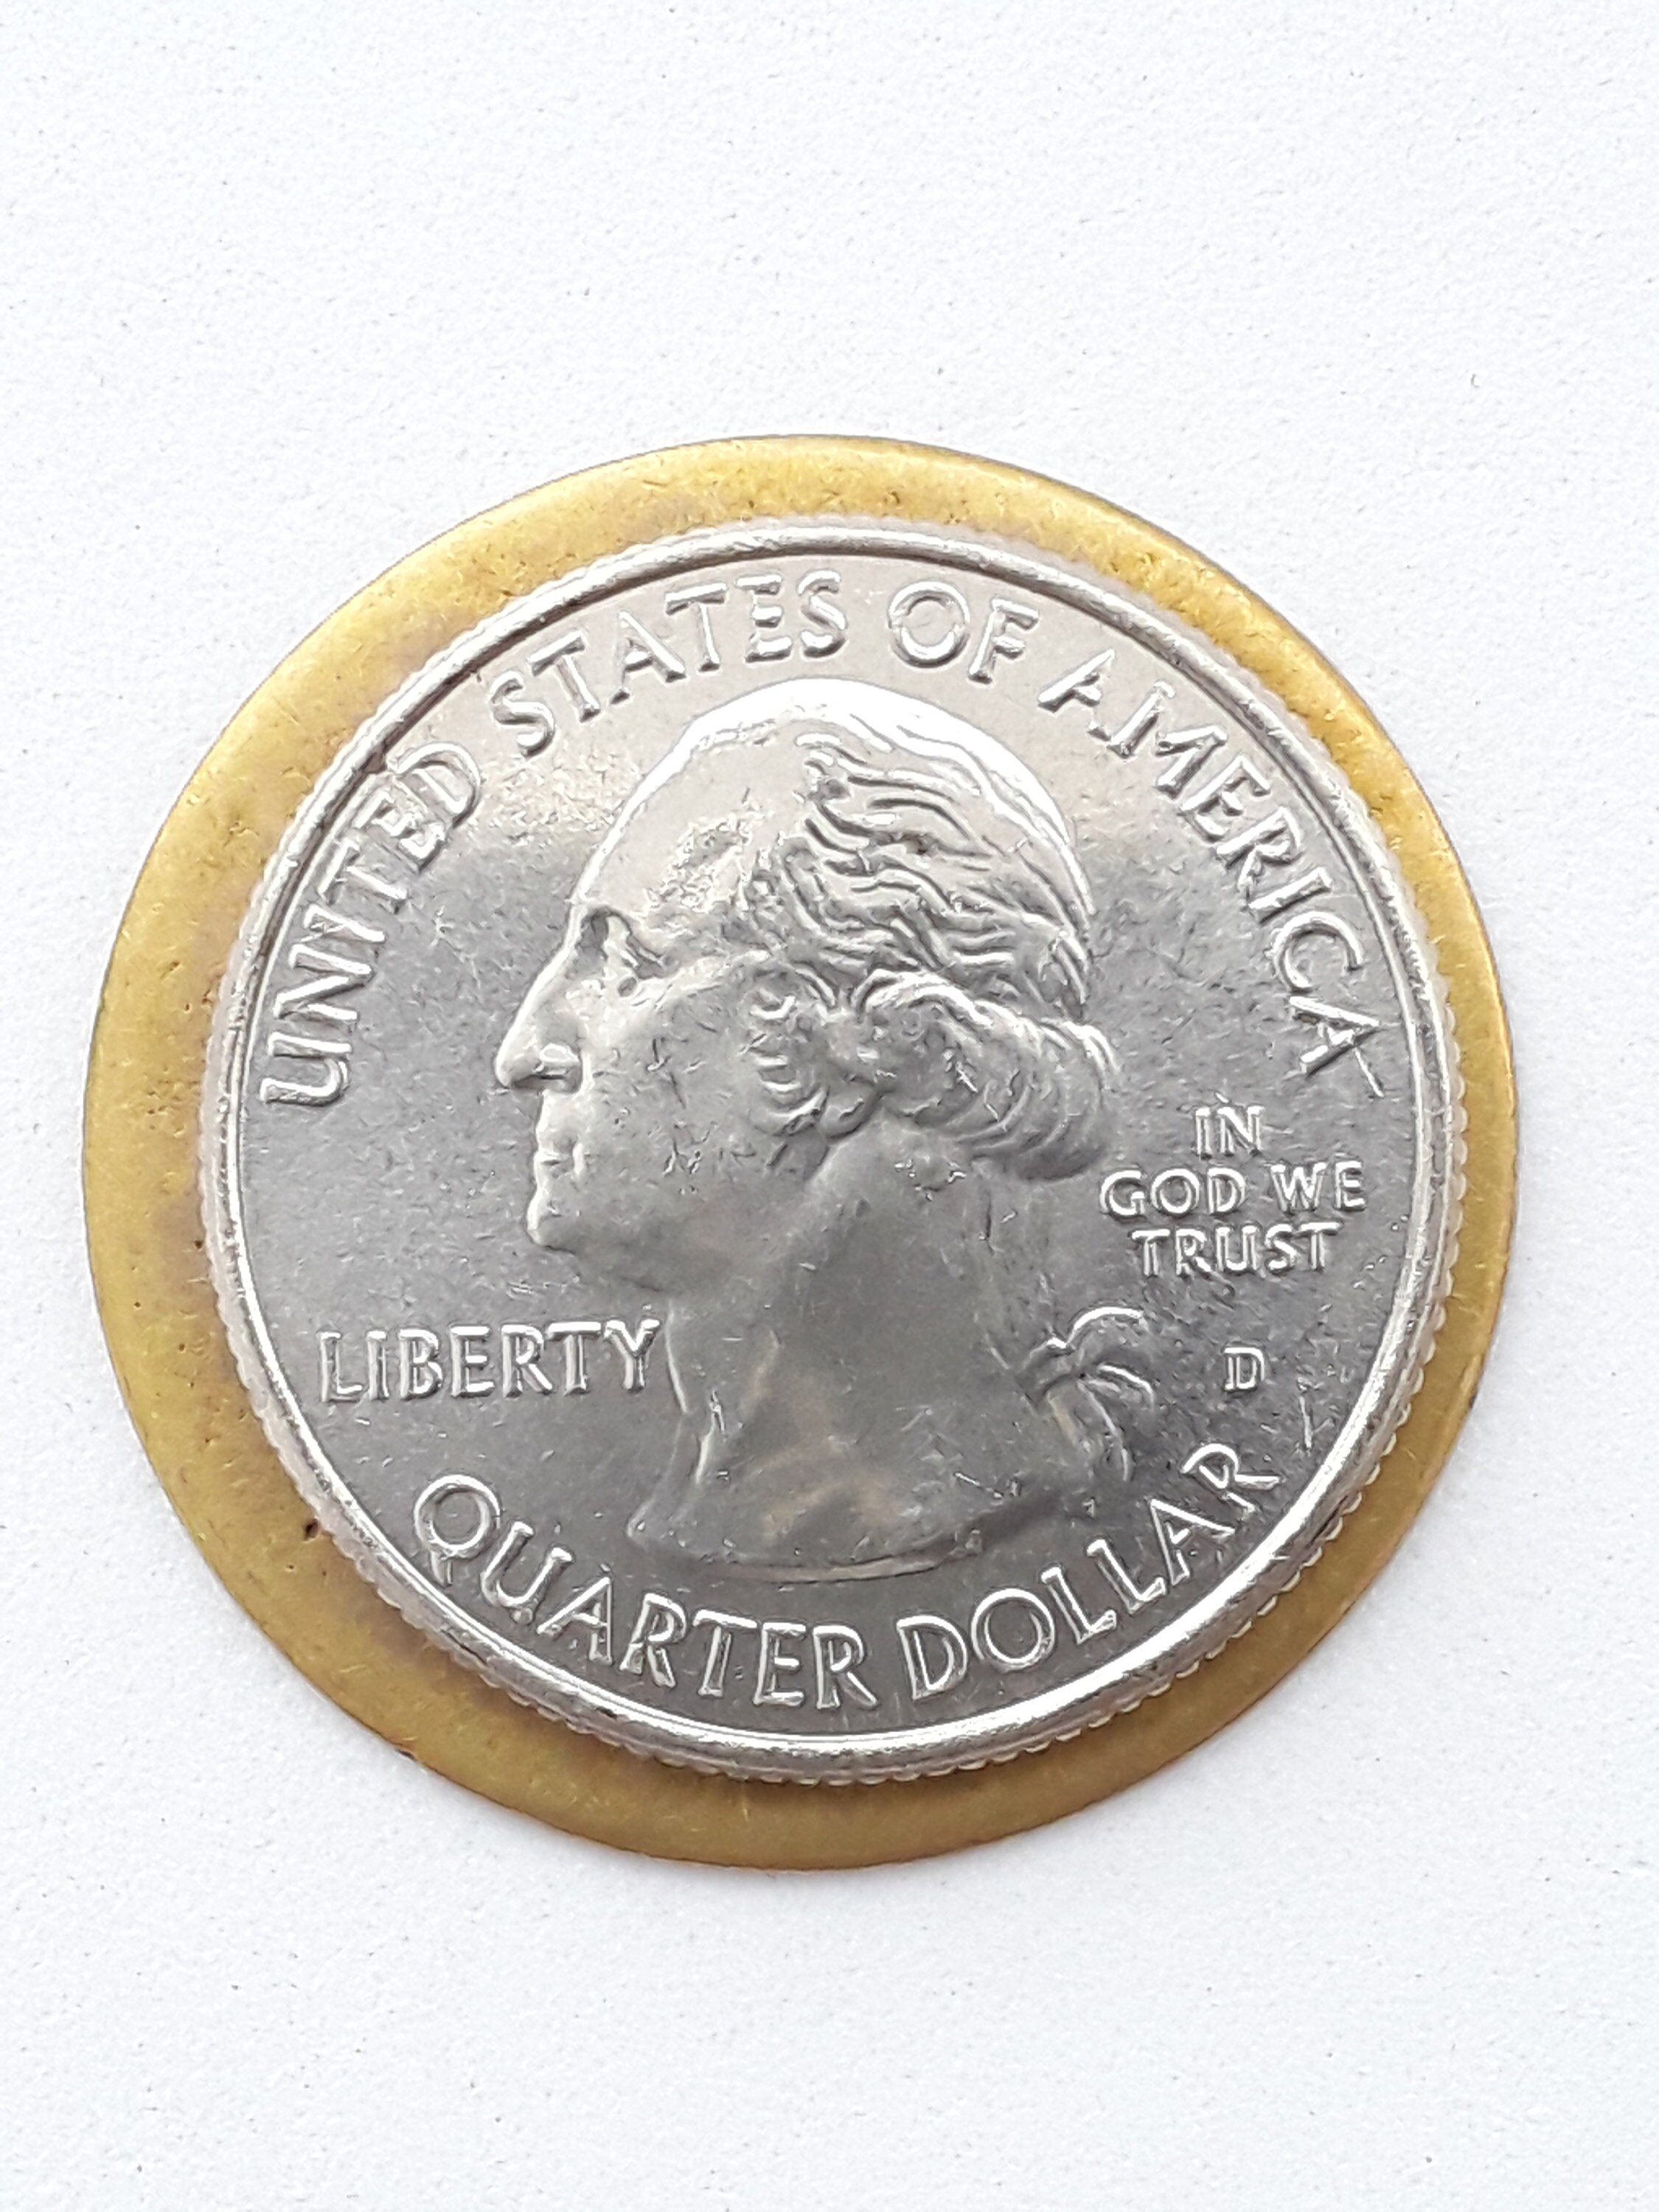 UNITED STATES OF AMERICA
IN
GOD WE
TRUST
LIBERTY
D
QUARTER DOLLAR